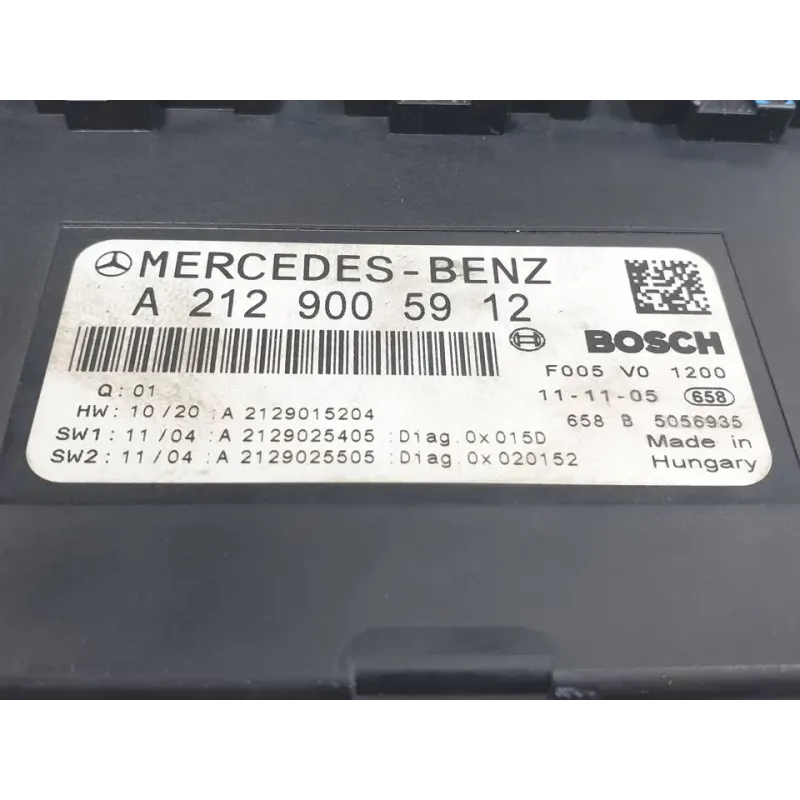 MERCEDES-BENZ
A 212 900 59 12
BOSCH
F005 V0 1200
Q: 01
11-11-05 658
HW: 10/20 :A 2129015204
658 B 5056935
SW1: 11/04 :A 2129025405 :Diag.0x015D
Made in
SW2: 11/04 :A 2129025505 :Diag.0x020152
Hungary